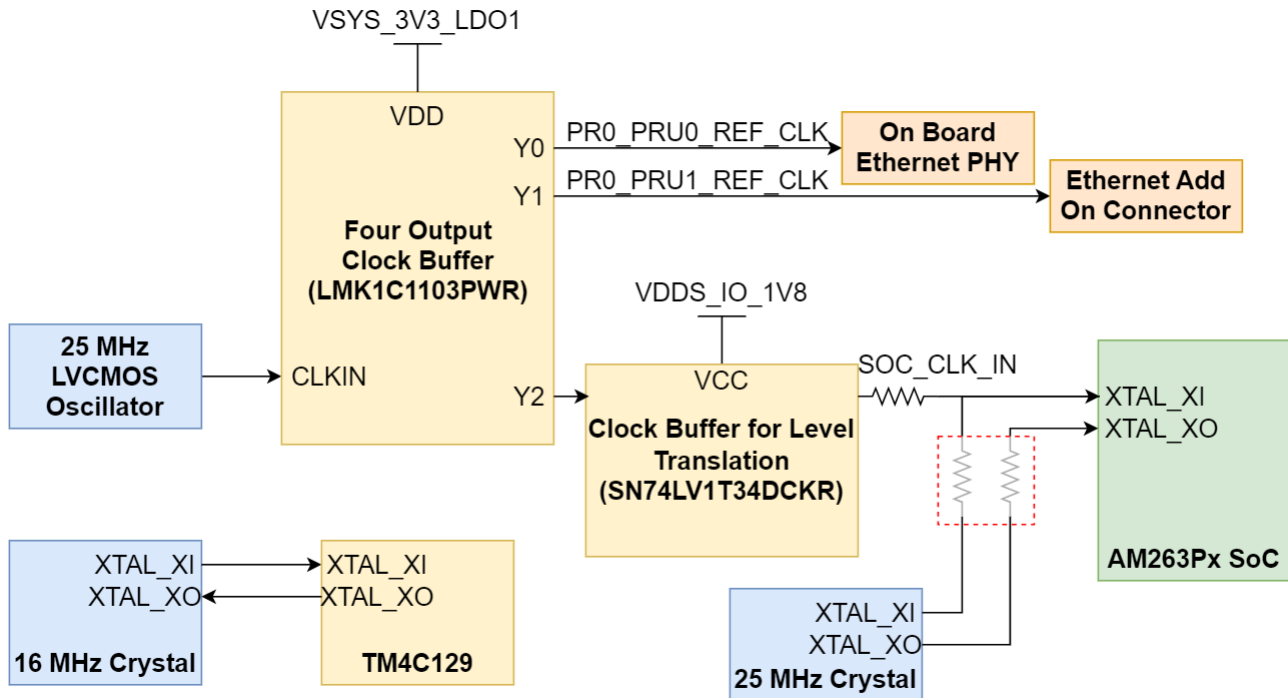 VSYS_3V3_LDO1
VDD
Y0
PR0_PRU0_REF_CLK
On Board
Ethernet PHY
Y1
PR0_PRU1_REF_CLK
Ethernet Add
On Connector
Four Output
Clock Buffer
(LMK1C1103PWR)
25 MHz
LVCMOS
Oscillator
CLKIN
Y2
VDDS_IO_1V8
VCC
Clock Buffer for Level
Translation
(SN74LV1T34DCKR)
SOC_CLK_IN
XTAL_XI
XTAL_XO
AM263Px SoC
XTAL_XI
XTAL_XO
16 MHz Crystal
XTAL_XI
XTAL_XO
TM4C129
XTAL_XI
XTAL_XO
25 MHz Crystal